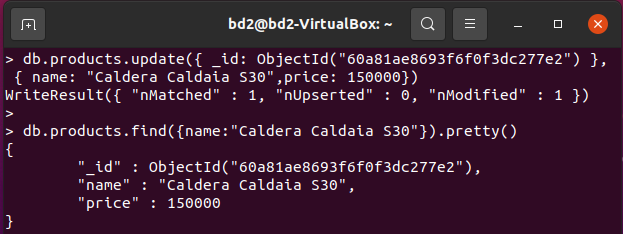 bd2@bd2-VirtualBox: ~
> db.products.update({ _id: ObjectId("60a81ae8693f6f0f3dc277e2") },
 { name: "Caldera Caldaia S30",price: 150000})
WriteResult({ "nMatched" : 1, "nUpserted" : 0, "nModified" : 1 })
>
> db.products.find({name:"Caldera Caldaia S30"}).pretty()
{
        "_id" : ObjectId("60a81ae8693f6f0f3dc277e2"),
        "name" : "Caldera Caldaia S30",
        "price" : 150000
}